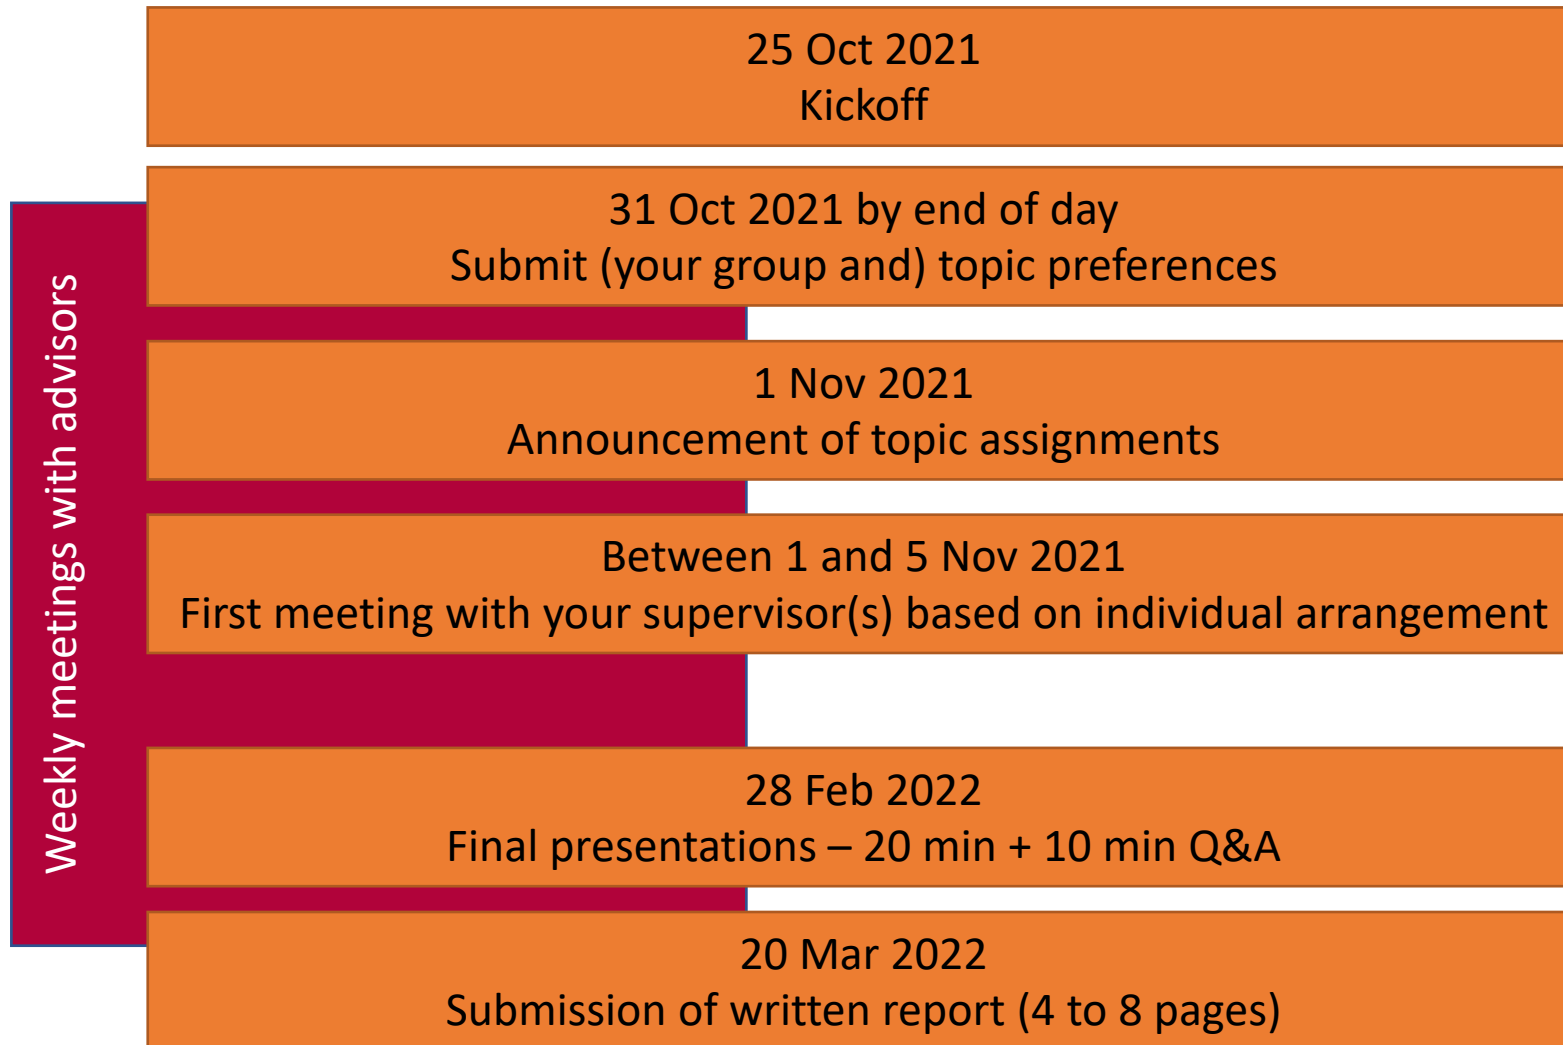 25 Oct 2021
Kickoff
31 Oct 2021 by end of day
Submit (your group and) topic preferences
1 Nov 2021
Announcement of topic assignments
Between 1 and 5 Nov 2021
First meeting with your supervisor(s) based on individual arrangement
28 Feb 2022
Final presentations – 20 min + 10 min Q&A
20 Mar 2022
Submission of written report (4 to 8 pages)
Weekly meetings with advisors